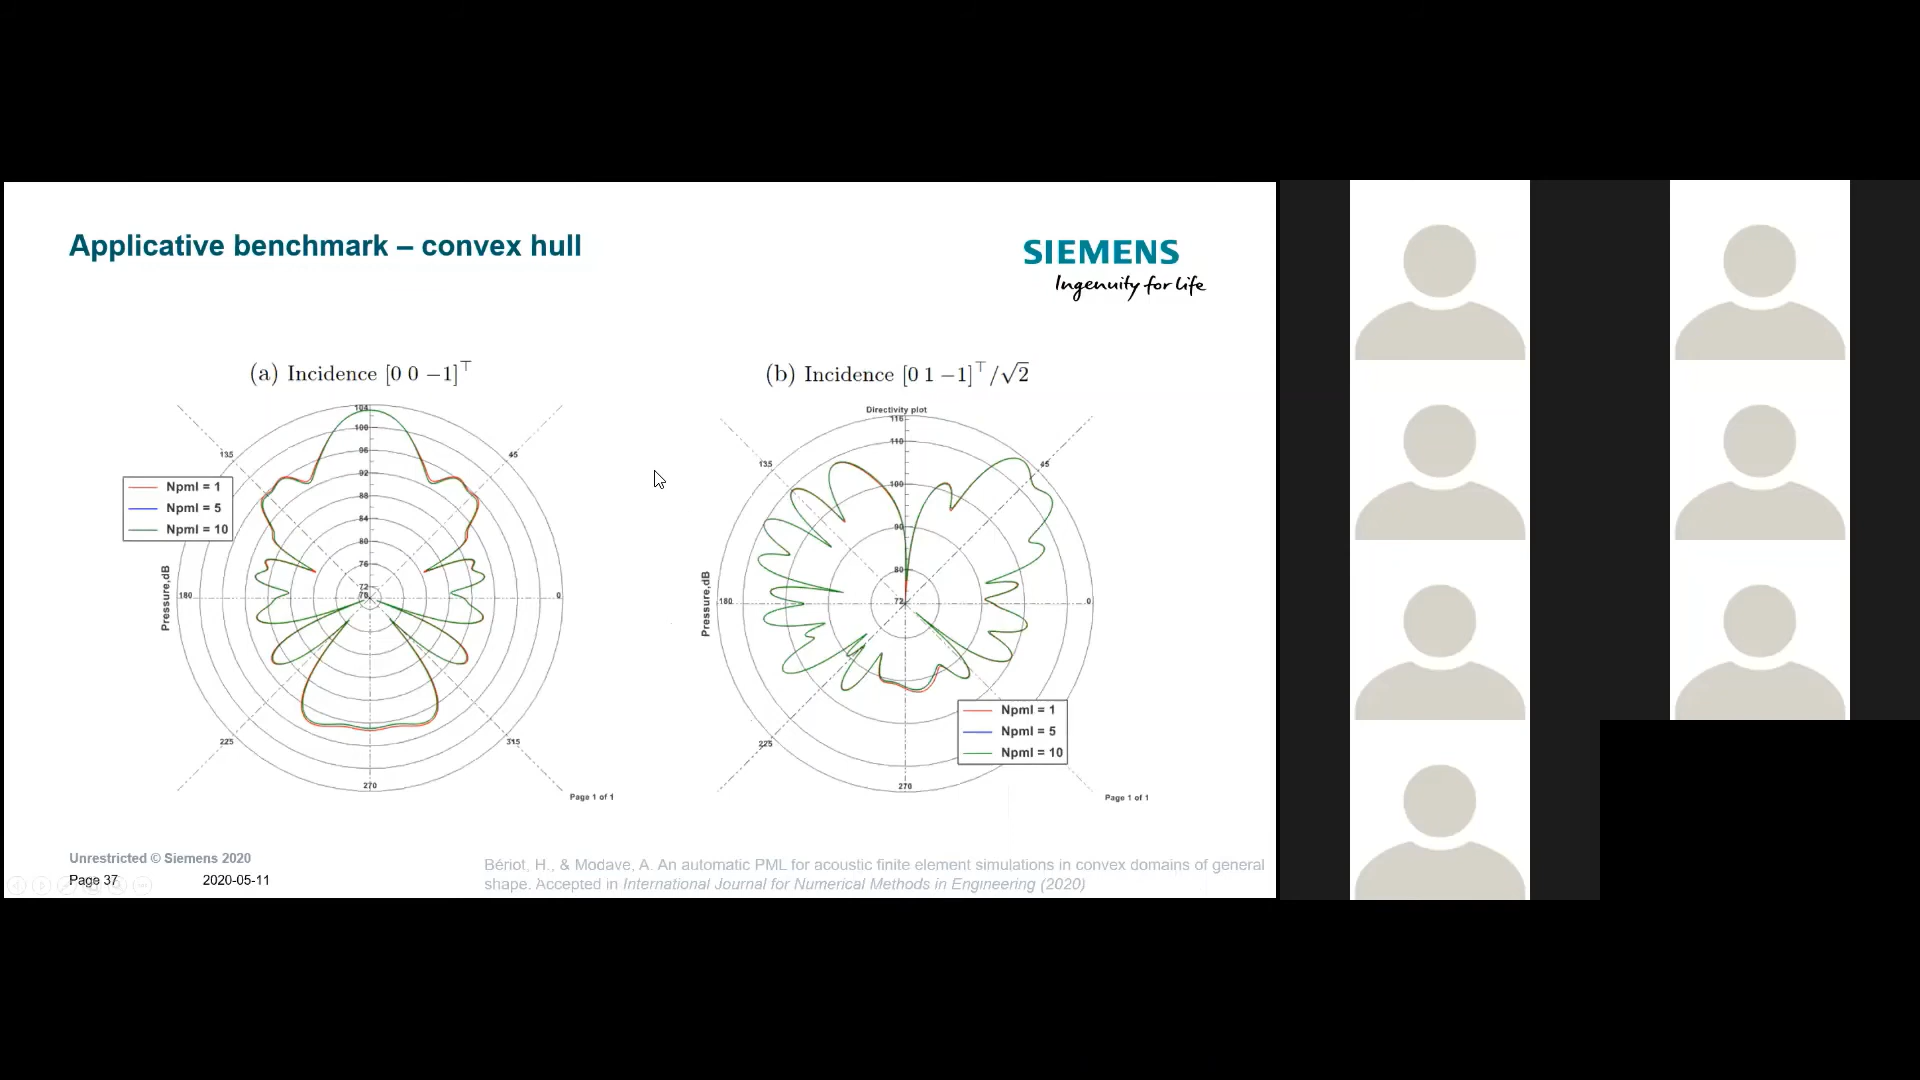 Applicative benchmark – convex hull
SIEMENS
Ingenuity for life
(a) Incidence [0 0 −1]⊤
(b) Incidence [0 1 −1]⊤/√2
104
100
96
92
88
84
80
76
72
70
135
45
180
0
225
315
270
Pressure,dB
Npml = 1
Npml = 5
Npml = 10
Page 1 of 1
Directivity plot
116
110
100
90
80
72
135
45
180
0
225
270
Pressure,dB
Npml = 1
Npml = 5
Npml = 10
Page 1 of 1
Unrestricted © Siemens 2020
Page 37
2020-05-11
Bériot, H., & Modave, A. An automatic PML for acoustic finite element simulations in convex domains of general
shape. Accepted in International Journal for Numerical Methods in Engineering (2020)